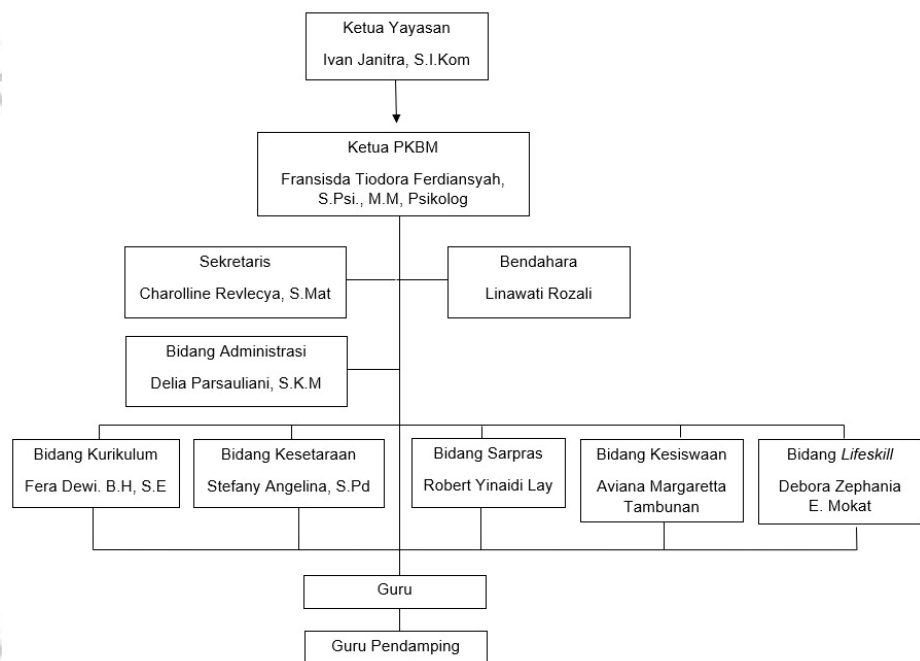 Ketua Yayasan
Ivan Janitra, S.I.Kom
Ketua PKBM
Fransisda Tiodora Ferdiansyah,
S.Psi., M.M, Psikolog
Sekretaris
Charolline Revlecya, S.Mat
Bendahara
Linawati Rozali
Bidang Administrasi
Delia Parsauliani, S.K.M
Bidang Kurikulum
Fera Dewi. B.H, S.E
Bidang Kesetaraan
Stefany Angelina, S.Pd
Bidang Sarpras
Robert Yinaidi Lay
Bidang Kesiswaan
Aviana Margaretta
Tambunan
Bidang Lifeskill
Debora Zephania
E. Mokat
Guru
Guru Pendamping